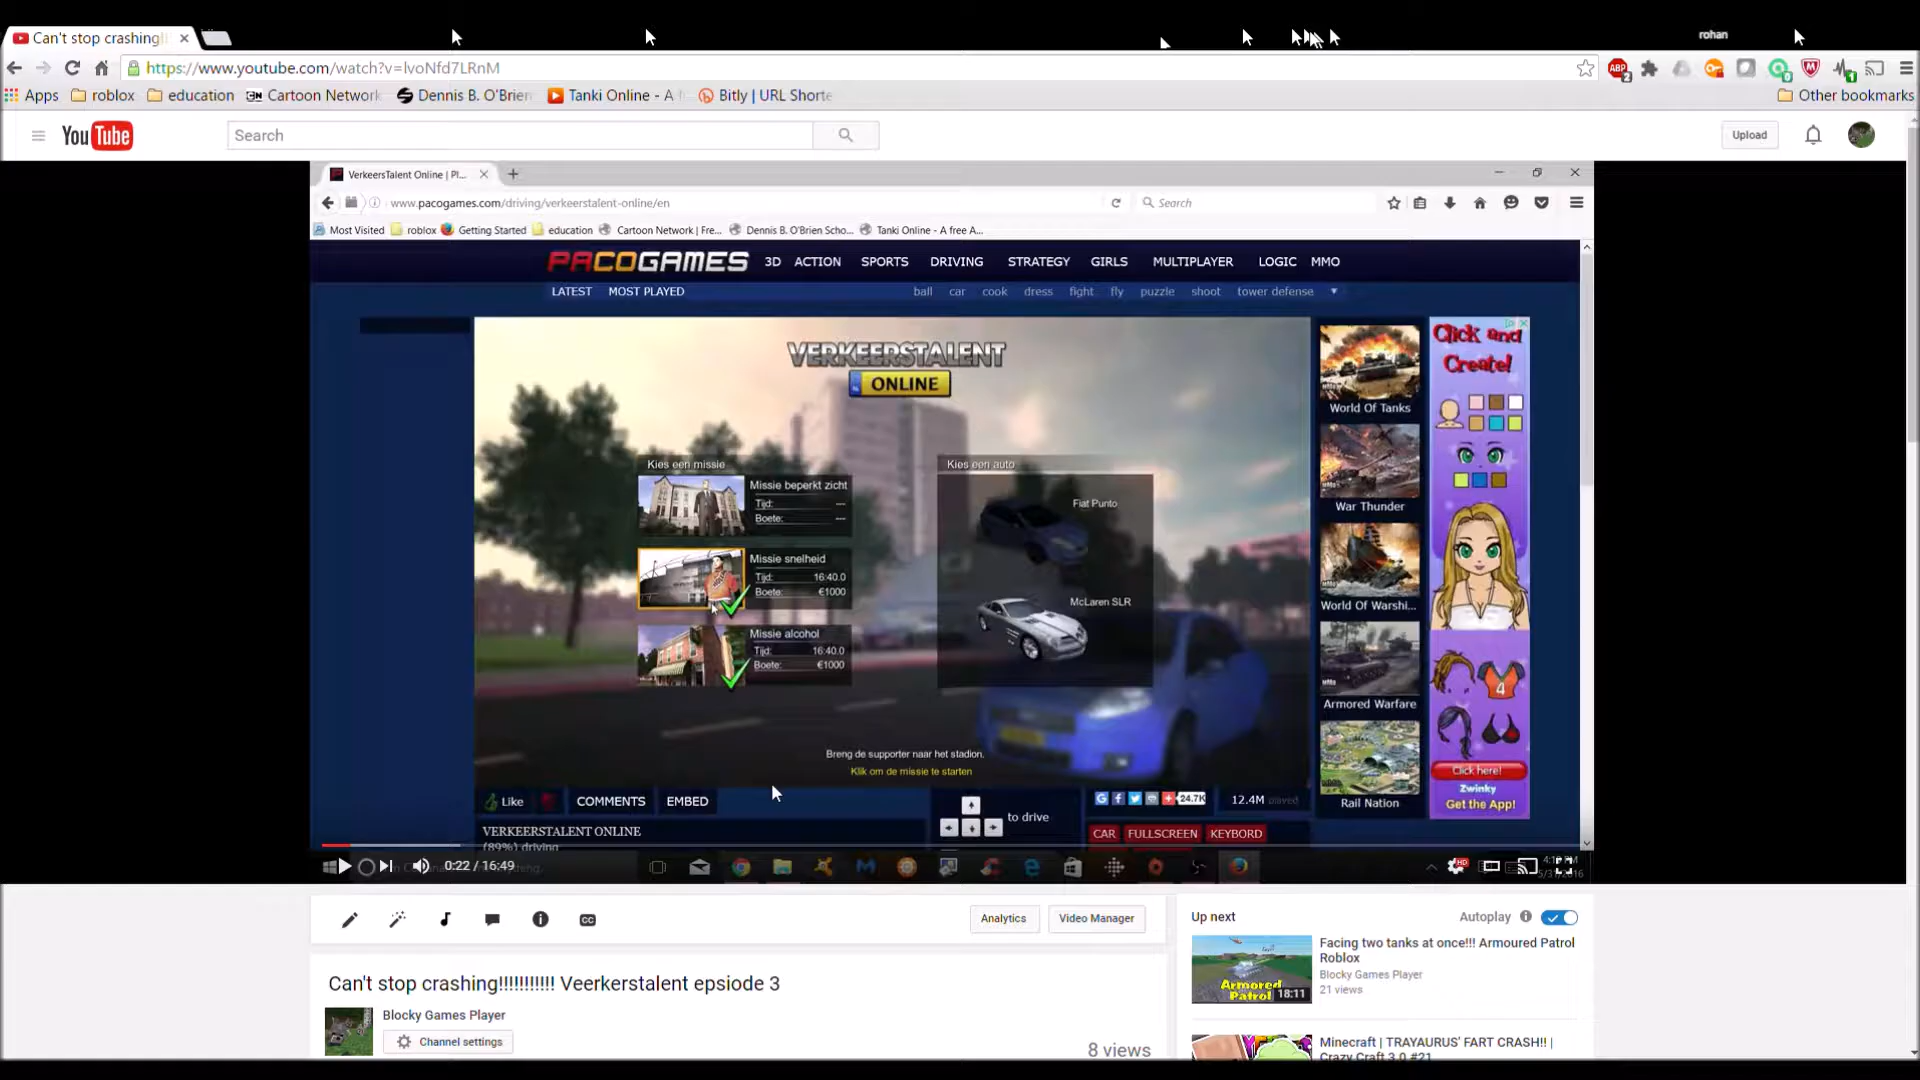 Can't stop crashing!
rohan
https://www.youtube.com/watch?v=lvoNfd7LRnM
ABP
Apps roblox education Cartoon Network Dennis B. O'Brien Tanki Online - A f Bitly | URL Shorte Other bookmarks
YouTube Search Upload
VerkeersTalent Online | Pl...
www.pacogames.com/driving/verkeerstalent-online/en Search
Most Visited roblox Getting Started education Cartoon Network | Fre... Dennis B. O'Brien Scho... Tanki Online - A free A...
PACOGAMES 3D ACTION SPORTS DRIVING STRATEGY GIRLS MULTIPLAYER LOGIC MMO
LATEST MOST PLAYED ball car cook dress fight fly puzzle shoot tower defense
VERKEERSTALENT
ONLINE
Kies een missie
Missie beperkt zicht
Tijd: ---
Boete: ---
Missie snelheid
Tijd: 16:40.0
Boete: €1000
Missie alcohol
Tijd: 16:40.0
Boete: €1000
Kies een auto
Fiat Punto
McLaren SLR
Breng de supporter naar het stadion.
Klik om de missie te starten
World Of Tanks
War Thunder
World Of Warshi...
Armored Warfare
Rail Nation
Click and
Create!
4
Click here!
Zwinky
Get the App!
Like COMMENTS EMBED
to drive
24.7K 12.4M played
VERKEERSTALENT ONLINE
(89%) driving
CAR FULLSCREEN KEYBORD
0:22 / 16:49
HD
Analytics Video Manager
Can't stop crashing!!!!!!!!!!! Veerkerstalent epsiode 3
Blocky Games Player
Channel settings
8 views
Up next Autoplay
Facing two tanks at once!!! Armoured Patrol
Roblox
Blocky Games Player
21 views
Armored
Patrol
18:11
Minecraft | TRAYAURUS' FART CRASH!! |
Crazy Craft 3.0 #21